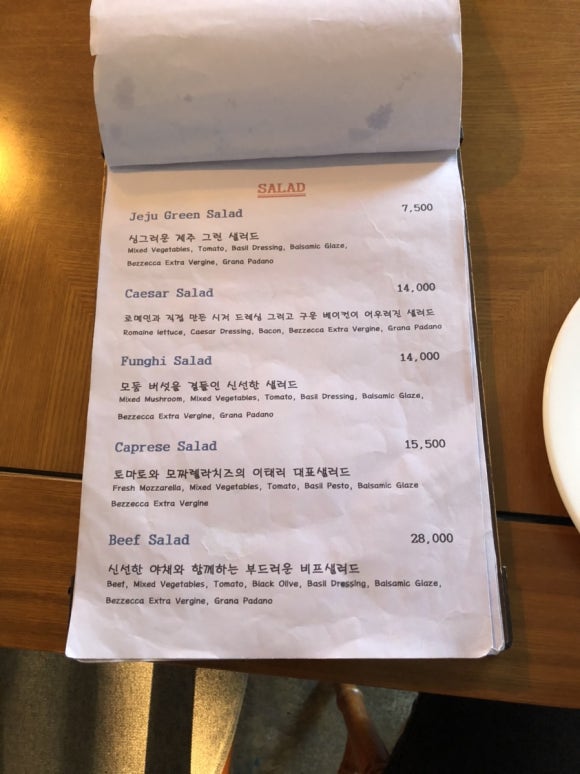 SALAD
Jeju Green Salad 7,500
싱그러운 제주 그린 샐러드
Mixed Vegetables, Tomato, Basil Dressing, Balsamic Glaze,
Bezzecca Extra Vergine, Grana Padano
Caesar Salad 14,000
로메인과 직접 만든 시저 드레싱 그리고 구운 베이컨이 어우러진 샐러드
Romaine lettuce, Caesar Dressing, Bacon, Bezzecca Extra Vergine, Grana Padano
Funghi Salad 14,000
모둠 버섯을 곁들인 신선한 샐러드
Mixed Mushroom, Mixed Vegetables, Tomato, Basil Dressing, Balsamic Glaze,
Bezzecca Extra Vergine, Grana Padano
Caprese Salad 15,500
토마토와 모짜렐라치즈의 이태리 대표샐러드
Fresh Mozzarella, Mixed Vegetables, Tomato, Basil Pesto, Balsamic Glaze
Bezzecca Extra Vergine
Beef Salad 28,000
신선한 야채와 함께하는 부드러운 비프샐러드
Beef, Mixed Vegetables, Tomato, Black Olive, Basil Dressing, Balsamic Glaze,
Bezzecca Extra Vergine, Grana Padano